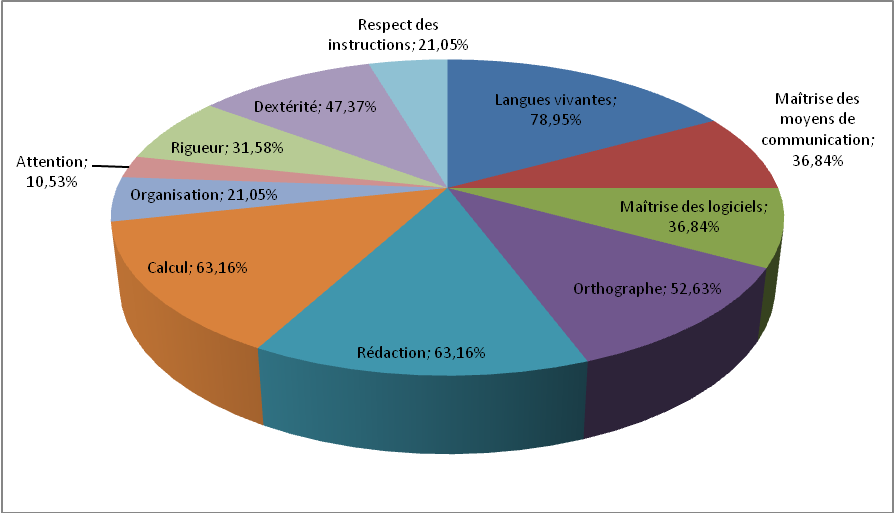 Respect des
instructions; 21,05%
Langues vivantes;
78,95%
Maîtrise des
moyens de
communication;
36,84%
Maîtrise des logiciels;
36,84%
Orthographe; 52,63%
Rédaction; 63,16%
Calcul; 63,16%
Organisation; 21,05%
Attention;
10,53%
Rigueur; 31,58%
Dextérité; 47,37%